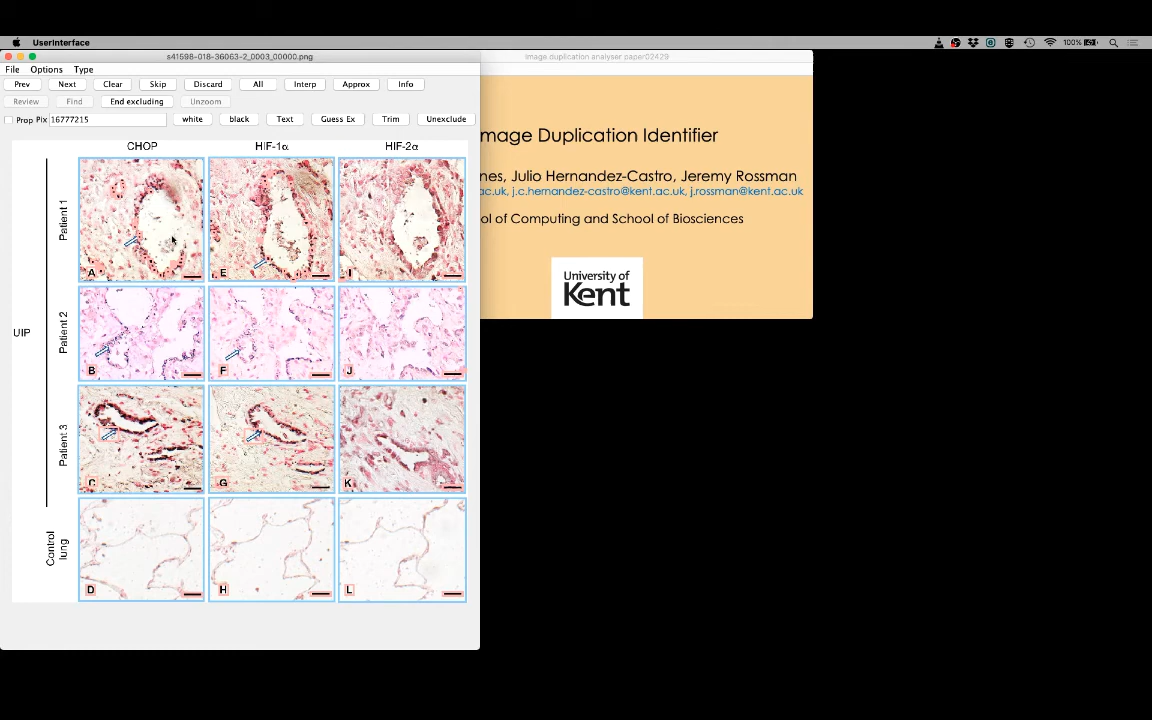 UserInterface
100%
s41598-018-36063-2_0003_00000.png
Image duplication analyser paper02429
File Options Type
Prev Next Clear Skip Discard All Interp Approx Info
Review Find End excluding Unzoom
Prop Pix 16777215 white black Text Guess Ex Trim Unexclude
mage Duplication Identifier
nes, Julio Hernandez-Castro, Jeremy Rossman
ac.uk, j.c.hernandez-castro@kent.ac.uk, j.rossman@kent.ac.uk
ol of Computing and School of Biosciences
University of
Kent
CHOP HIF-1α HIF-2α
UIP
Patient 1
A E I
Patient 2
B F J
Patient 3
C G K
Control
lung
D H L